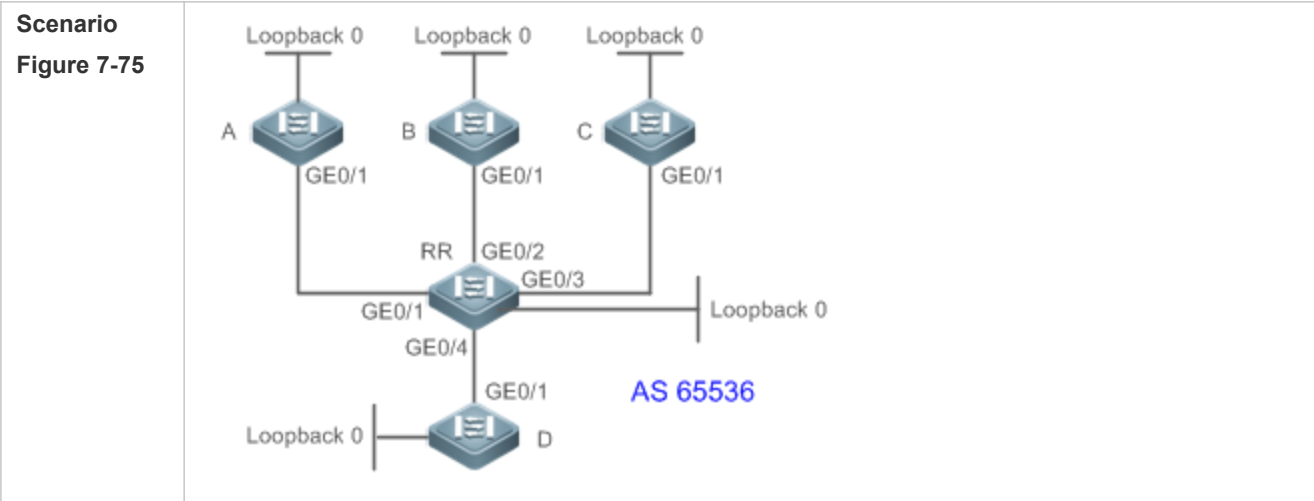 Scenario
Figure 7-75
Loopback 0
Loopback 0
Loopback 0
A
B
C
GE0/1
GE0/1
GE0/1
RR
GE0/2
GE0/3
GE0/1
Loopback 0
GE0/4
GE0/1
AS 65536
Loopback 0
D